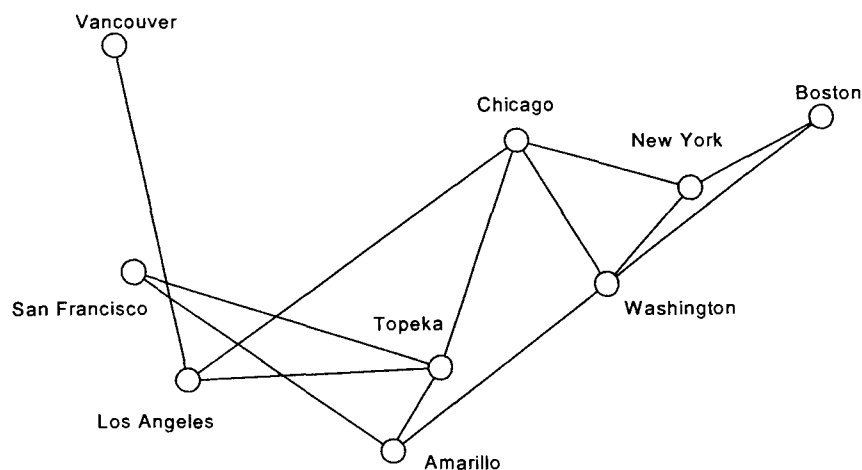 Vancouver
Boston
Chicago
New York
San Francisco
Washington
Topeka
Los Angeles
Amarillo